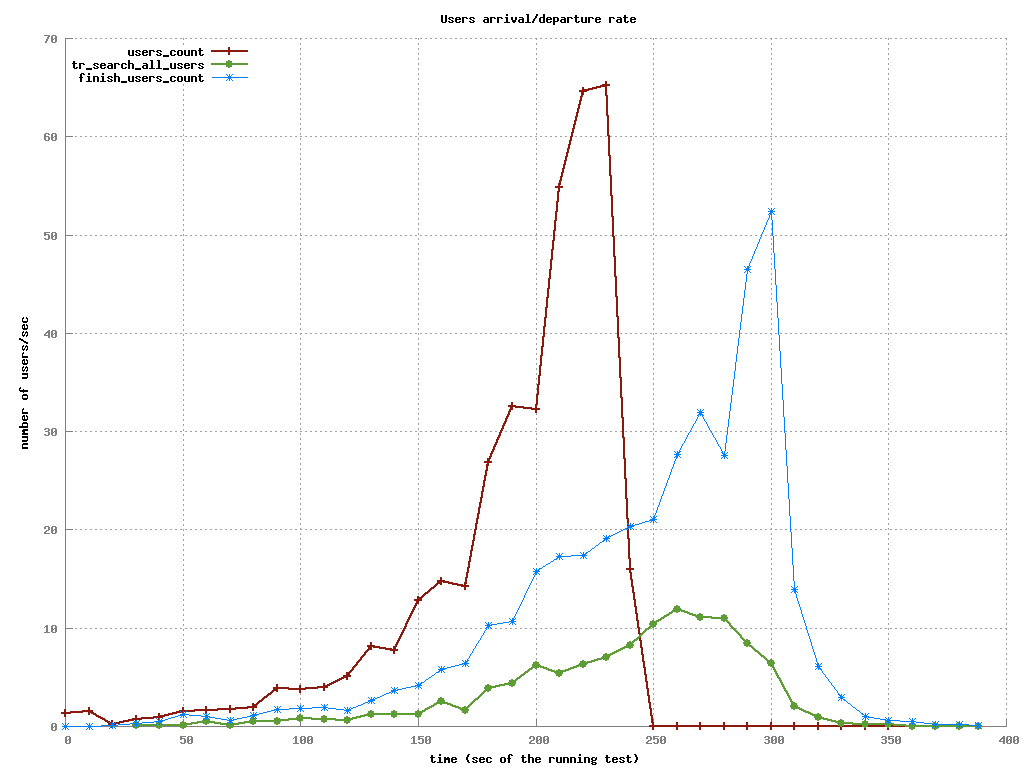 Users arrival/departure rate
users_count
tr_search_all_users
finish_users_count
number of users/sec
70
60
50
40
30
20
10
0
0 50 100 150 200 250 300 350 400
time (sec of the running test)